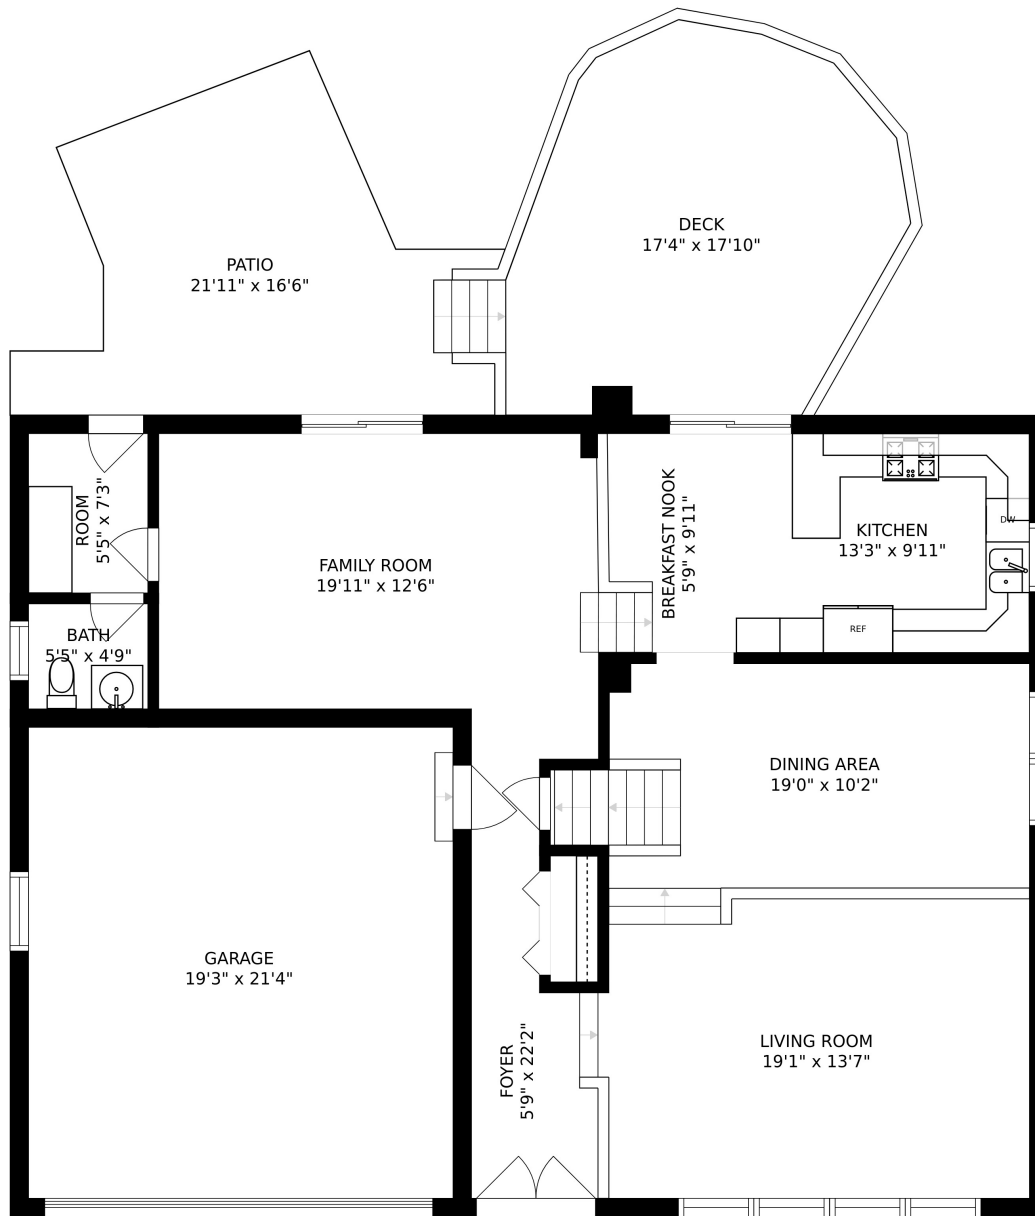 DECK
17'4" x 17'10"
PATIO
21'11" x 16'6"
ROOM
5'5" x 7'3"
FAMILY ROOM
19'11" x 12'6"
BREAKFAST NOOK
5'9" x 9'11"
KITCHEN
13'3" x 9'11"
DW
REF
BATH
5'5" x 4'9"
DINING AREA
19'0" x 10'2"
GARAGE
19'3" x 21'4"
FOYER
5'9" x 22'2"
LIVING ROOM
19'1" x 13'7"